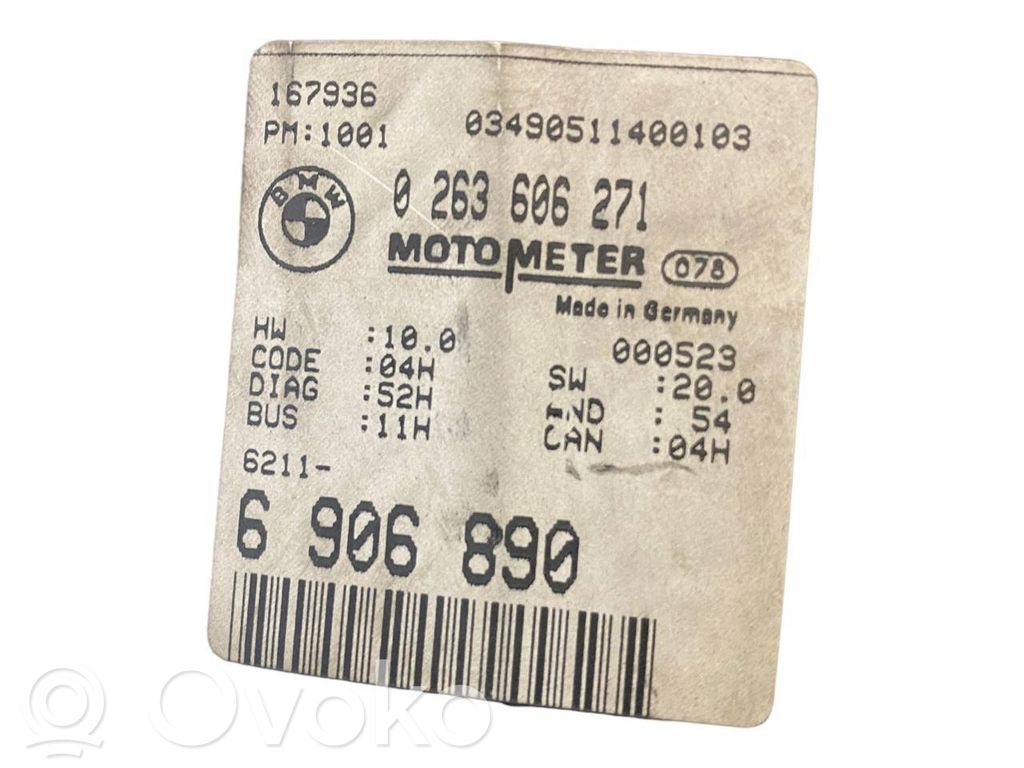 167936
PM:1001 03490511400103
BMW
0 263 606 271
MOTOMETER 078
Made in Germany
000523
HW :10.0
CODE :04H
DIAG :52H
BUS :11H
SW :20.0
:54
CAN :04H
6211-
6 906 890
Ovoko